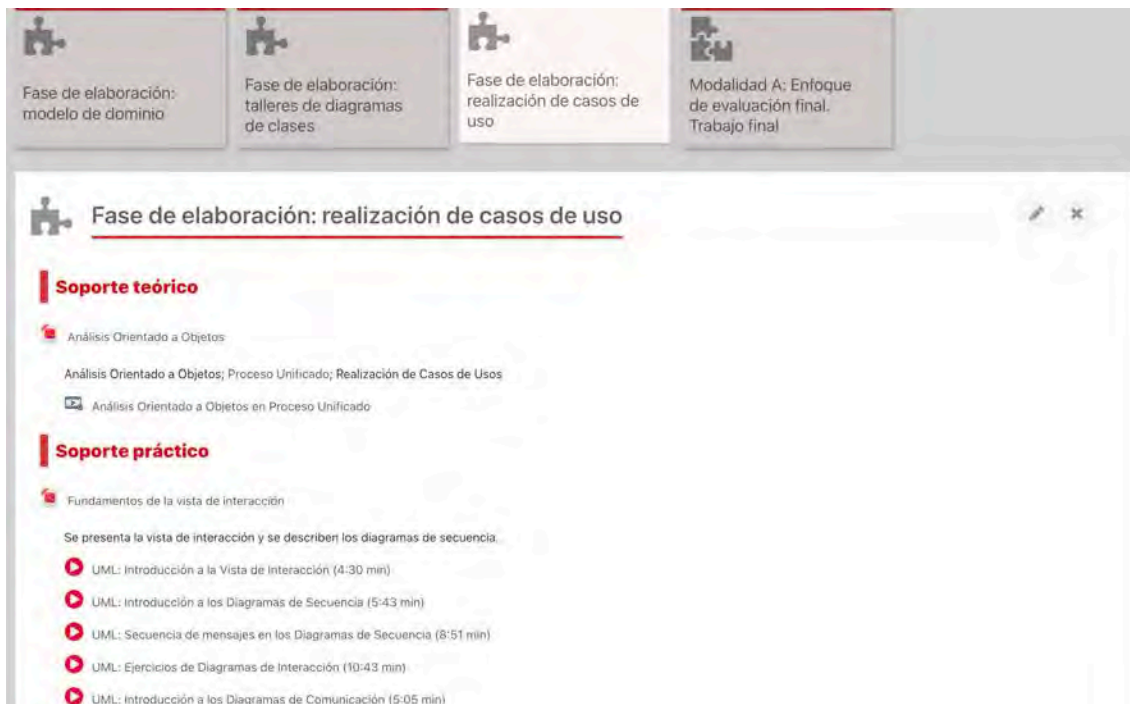 Fase de elaboración:
modelo de dominio
Fase de elaboración:
talleres de diagramas
de clases
Fase de elaboración:
realización de casos de
uso
Modalidad A: Enfoque
de evaluación final.
Trabajo final
Fase de elaboración: realización de casos de uso
Soporte teórico
Análisis Orientado a Objetos
Análisis Orientado a Objetos; Proceso Unificado; Realización de Casos de Usos
Análisis Orientado a Objetos en Proceso Unificado
Soporte práctico
Fundamentos de la vista de interacción
Se presenta la vista de interacción y se describen los diagramas de secuencia.
UML: Introducción a la Vista de Interacción (4:30 min)
UML: Introducción a los Diagramas de Secuencia (5:43 min)
UML: Secuencia de mensajes en los Diagramas de Secuencia (8:51 min)
UML: Ejercicios de Diagramas de Interacción (10:43 min)
UML: Introducción a los Diagramas de Comunicación (5:05 min)